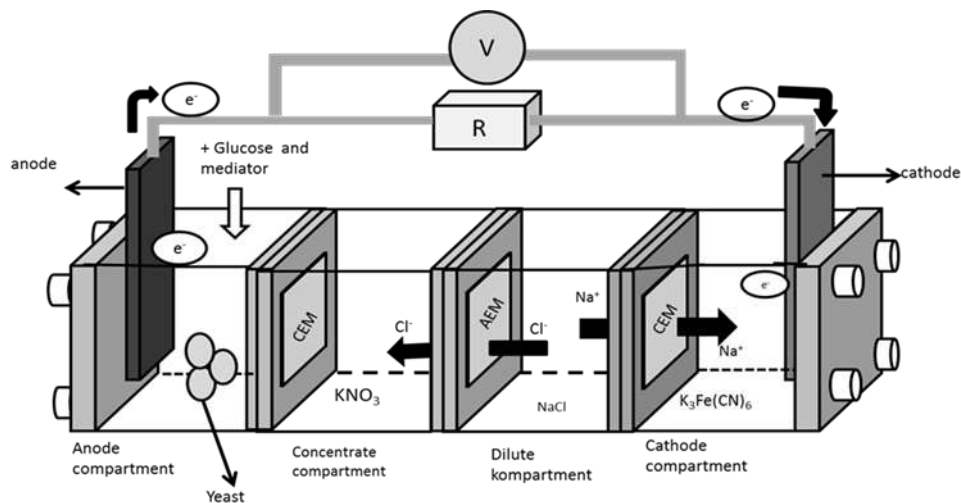 V
e⁻
e⁻
R
+ Glucose and
mediator
anode
cathode
e⁻
e⁻
CEM
AEM
CEM
Cl⁻
Cl⁻
Na⁺
Na⁺
KNO₃
NaCl
K₃Fe(CN)₆
Anode
compartment
Concentrate
compartment
Dilute
kompartment
Cathode
compartment
Yeast